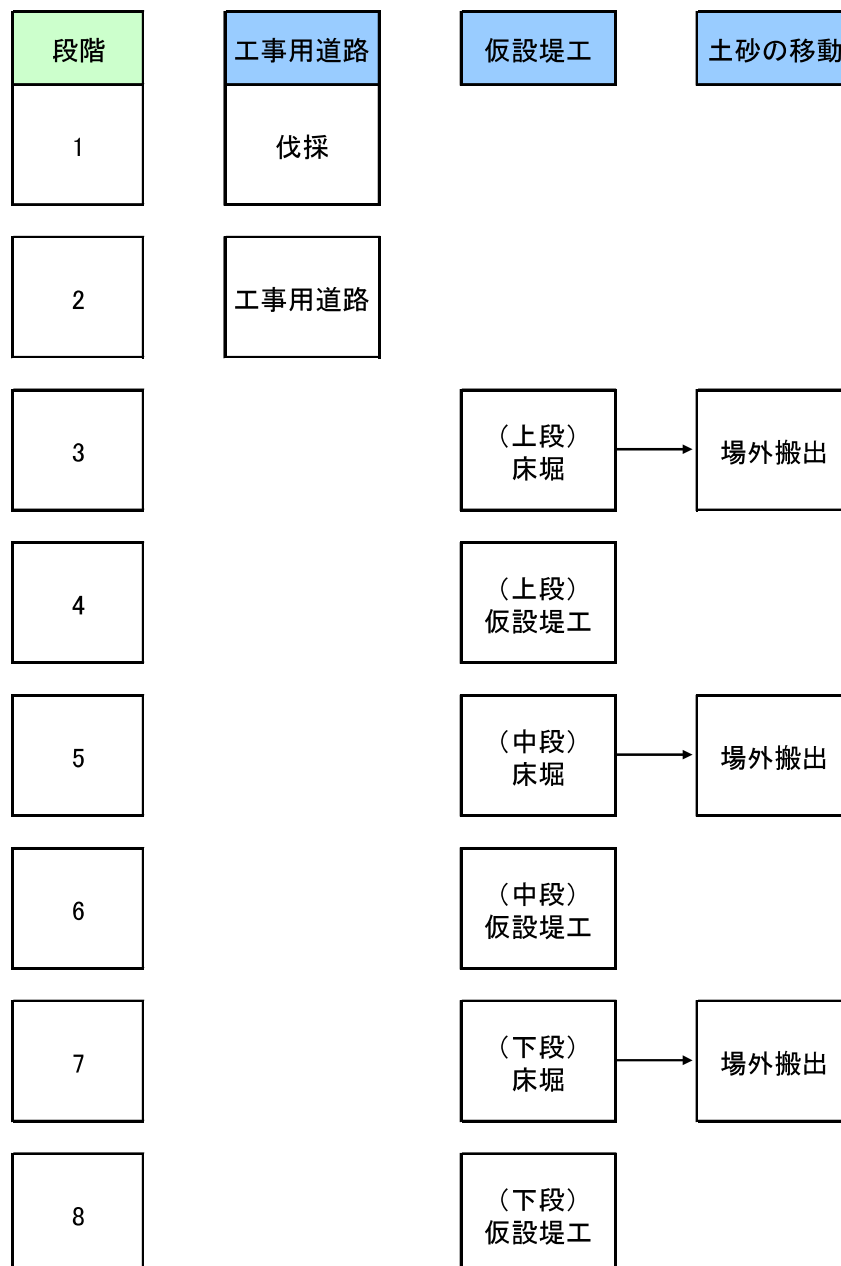 段階
工事用道路
仮設堤工
土砂の移動
1
伐採
2
工事用道路
3
（上段）
床堀
場外搬出
4
（上段）
仮設堤工
5
（中段）
床堀
場外搬出
6
（中段）
仮設堤工
7
（下段）
床堀
場外搬出
8
（下段）
仮設堤工